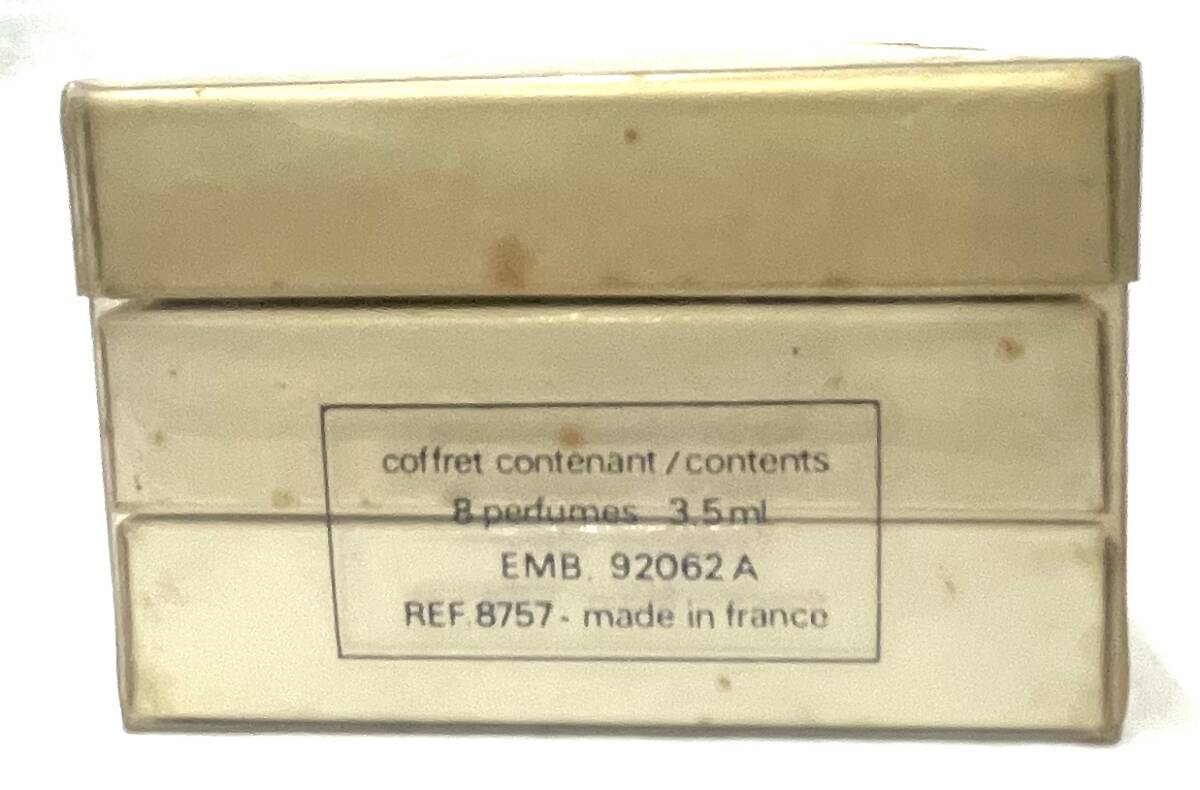 coffret contenant / contents
8 perfumes 3,5 ml
EMB. 92062 A
REF. 8757 - made in france